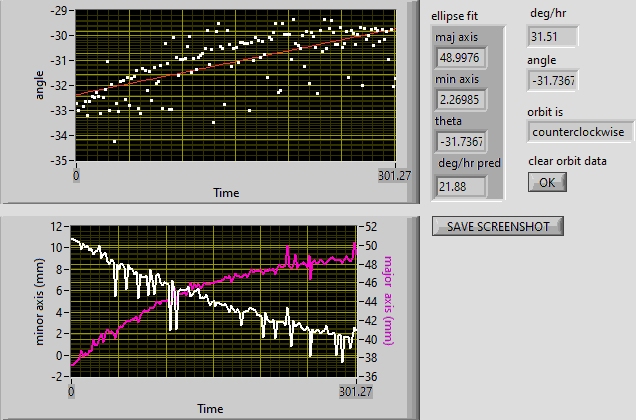 -29
-30
-31
-32
-33
-34
-35
angle
0
301.27
Time
ellipse fit
maj axis
48.9976
min axis
2.26985
theta
-31.7367
deg/hr pred
21.88
deg/hr
31.51
angle
-31.7367
orbit is
counterclockwise
clear orbit data
OK
SAVE SCREENSHOT
12
10
8
6
4
2
0
-2
minor axis (mm)
52
50
48
46
44
42
40
38
36
major axis (mm)
0
301.27
Time